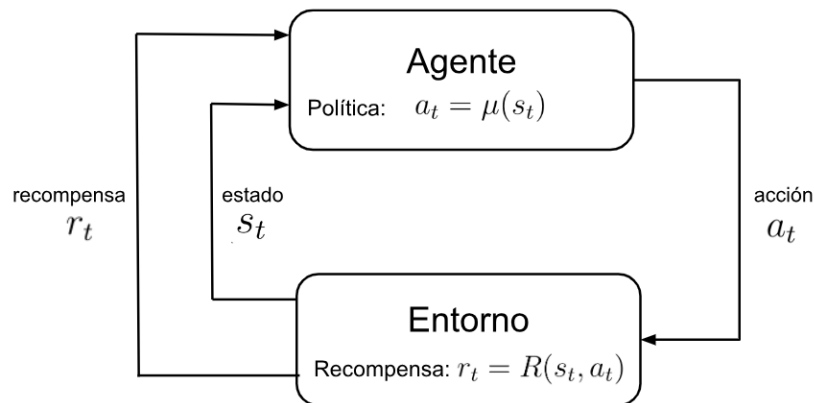 Agente
Política: a_t = μ(s_t)
recompensa
r_t
estado
s_t
acción
a_t
Entorno
Recompensa: r_t = R(s_t, a_t)